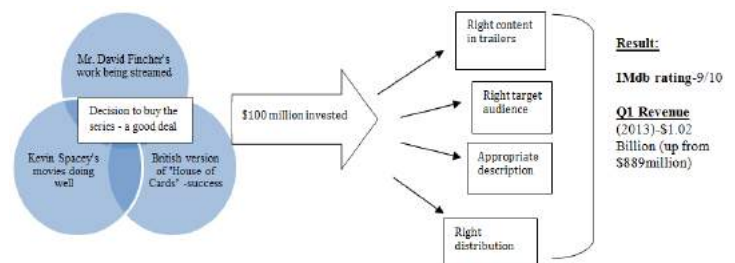 Mr. David Fincher's
work being streamed
Decision to buy the
series - a good deal
Kevin Spacey's
movies doing
well
British version
of "House of
Cards" -success
$100 million invested
Right content
in trailers
Right target
audience
Appropriate
description
Right
distribution
Result:
IMdb rating-9/10
Q1 Revenue
(2013)-$1.02
Billion (up from
$889million)